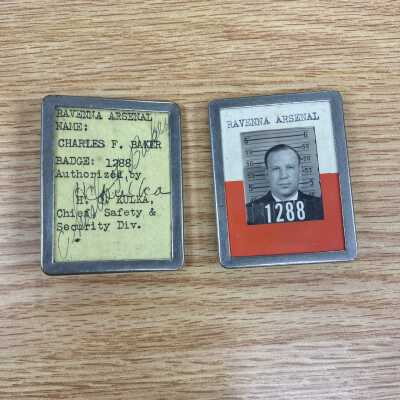 RAVENNA ARSENAL
NAME:
CHARLES F. BAKER
BADGE: 1288
Authorized by
H. C. KULKA,
Chief Safety &
Security Div.
RAVENNA ARSENAL
1288